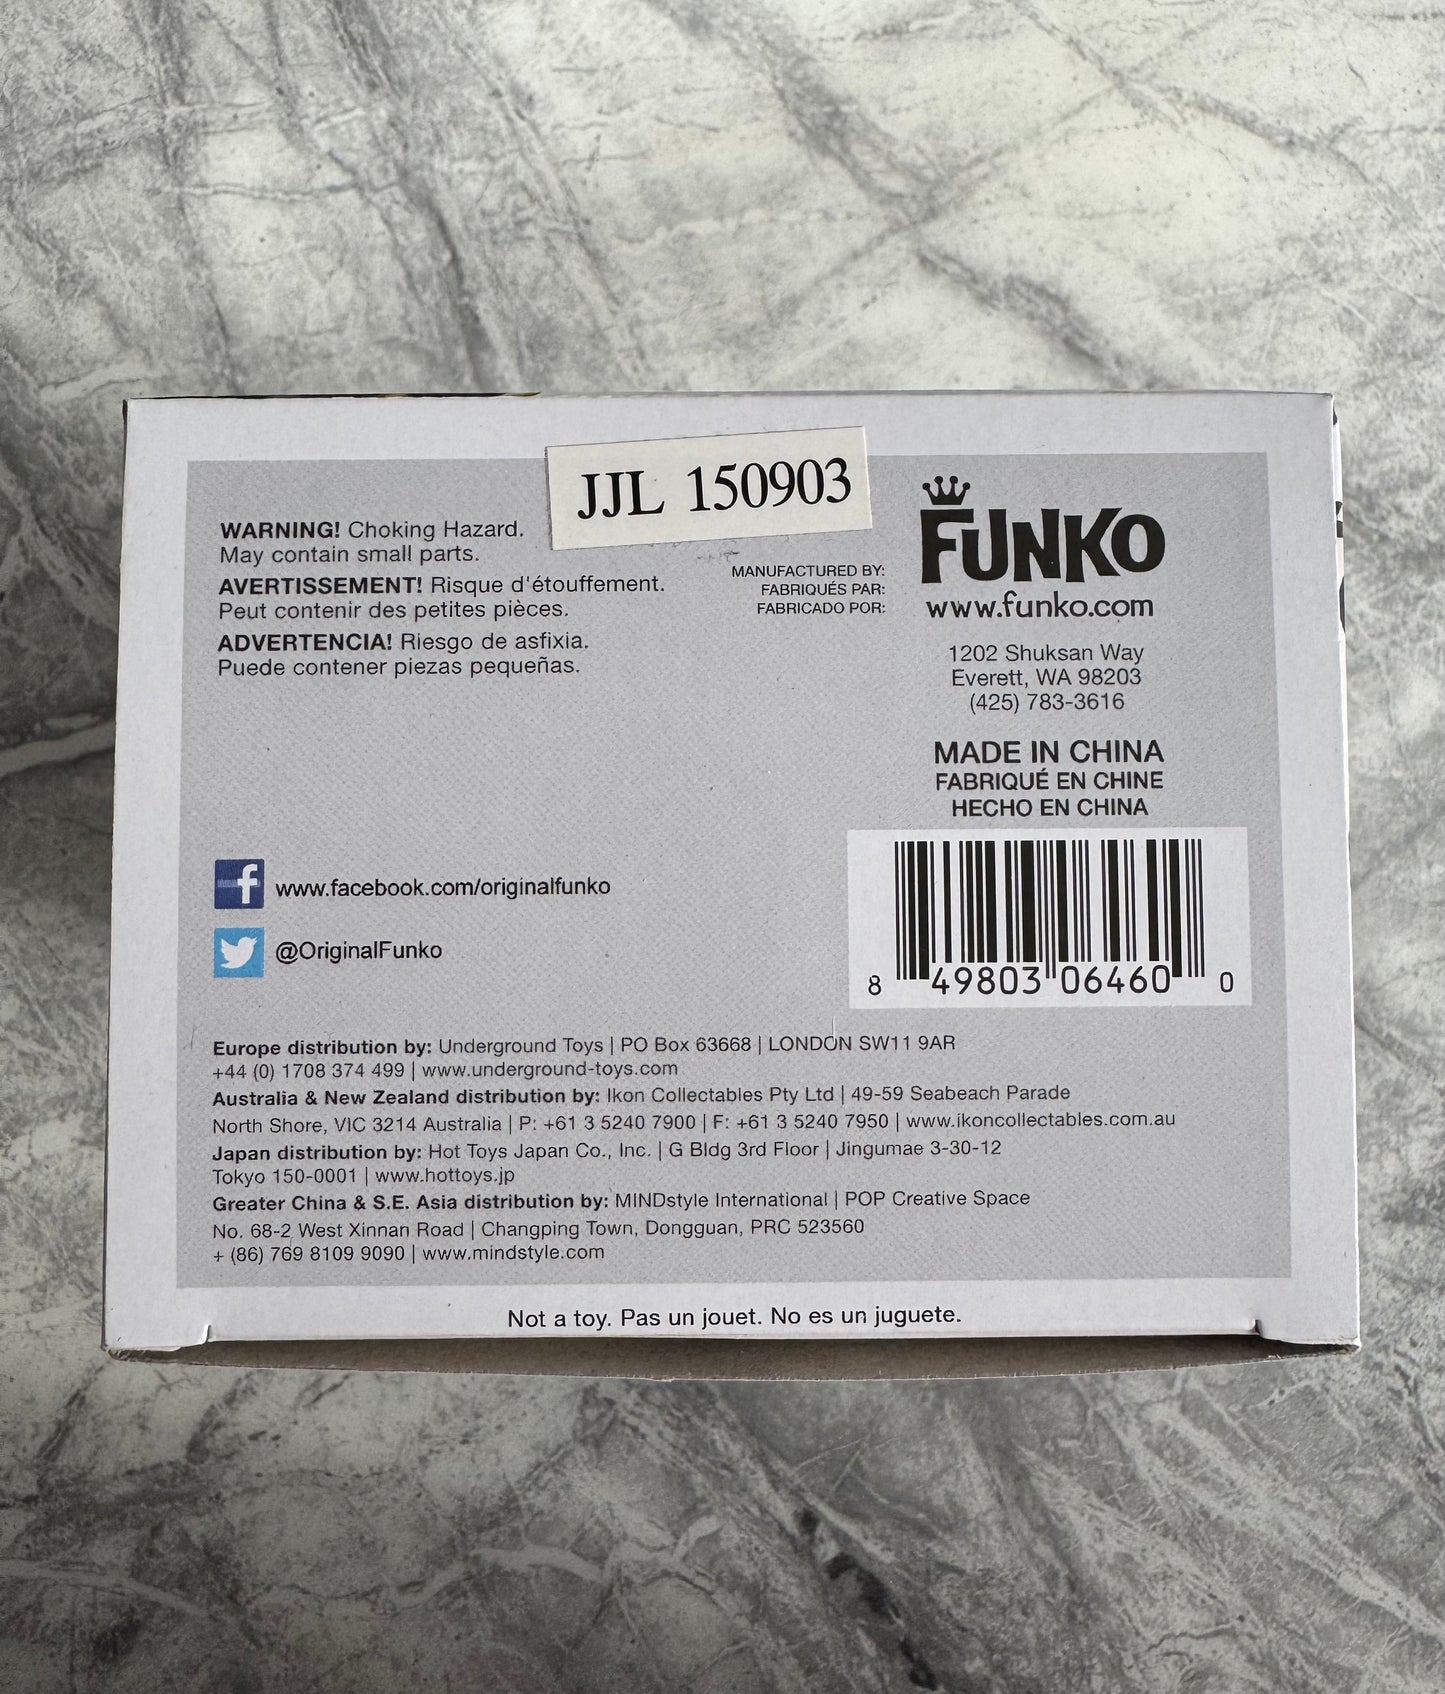 JJL 150903
WARNING! Choking Hazard.
May contain small parts.
AVERTISSEMENT! Risque d'étouffement.
Peut contenir des petites pièces.
ADVERTENCIA! Riesgo de asfixia.
Puede contener piezas pequeñas.
MANUFACTURED BY:
FABRIQUÉS PAR:
FABRICADO POR:
FUNKO
www.funko.com
1202 Shuksan Way
Everett, WA 98203
(425) 783-3616
MADE IN CHINA
FABRIQUÉ EN CHINE
HECHO EN CHINA
f www.facebook.com/originalfunko
@OriginalFunko
8 49803 06460 0
Europe distribution by: Underground Toys | PO Box 63668 | LONDON SW11 9AR
+44 (0) 1708 374 499 | www.underground-toys.com
Australia & New Zealand distribution by: Ikon Collectables Pty Ltd | 49-59 Seabeach Parade
North Shore, VIC 3214 Australia | P: +61 3 5240 7900 | F: +61 3 5240 7950 | www.ikoncollectables.com.au
Japan distribution by: Hot Toys Japan Co., Inc. | G Bldg 3rd Floor | Jingumae 3-30-12
Tokyo 150-0001 | www.hottoys.jp
Greater China & S.E. Asia distribution by: MINDstyle International | POP Creative Space
No. 68-2 West Xinnan Road | Changping Town, Dongguan, PRC 523560
+ (86) 769 8109 9090 | www.mindstyle.com
Not a toy. Pas un jouet. No es un juguete.